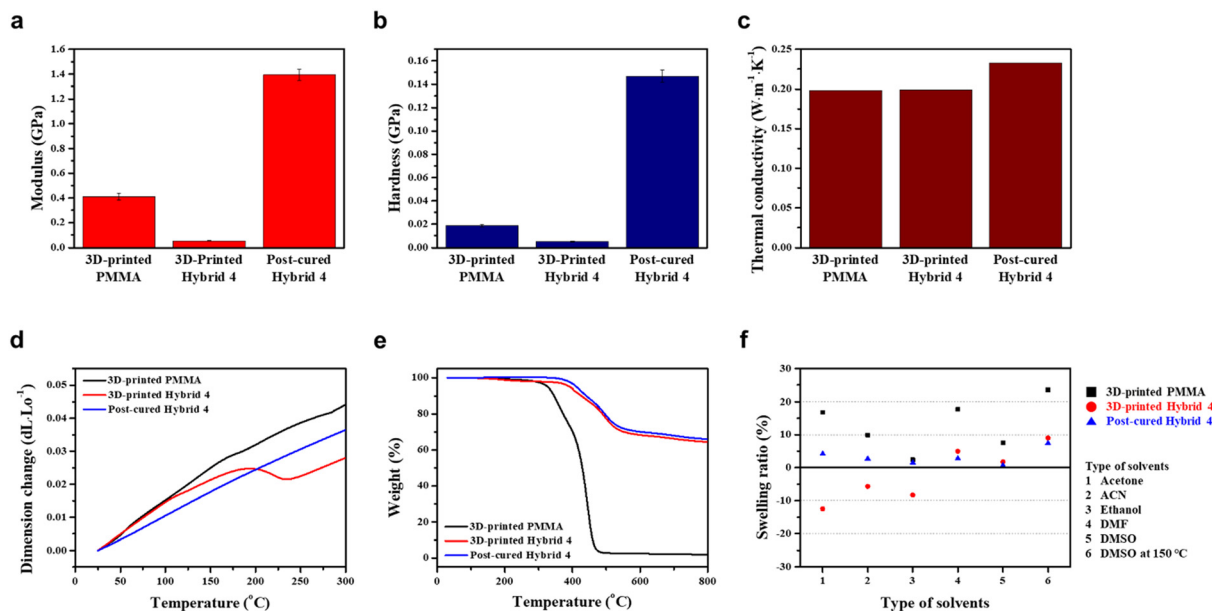 a
1.6
1.4
1.2
1.0
0.8
0.6
0.4
0.2
0.0
Modulus (GPa)
3D-printed
PMMA
3D-Printed
Hybrid 4
Post-cured
Hybrid 4
b
0.16
0.14
0.12
0.10
0.08
0.06
0.04
0.02
0.00
Hardness (GPa)
3D-printed
PMMA
3D-Printed
Hybrid 4
Post-cured
Hybrid 4
c
0.25
0.20
0.15
0.10
0.05
0.00
Thermal conductivity (W·m⁻¹·K⁻¹)
3D-printed
PMMA
3D-printed
Hybrid 4
Post-cured
Hybrid 4
d
3D-printed PMMA
3D-printed Hybrid 4
Post-cured Hybrid 4
0.05
0.04
0.03
0.02
0.01
0.00
Dimension change (dL·Lo⁻¹)
0 50 100 150 200 250 300
Temperature (°C)
e
100
80
60
40
20
0
Weight (%)
3D-printed PMMA
3D-printed Hybrid 4
Post-cured Hybrid 4
0 200 400 600 800
Temperature (°C)
f
30
20
10
0
-10
-20
-30
Swelling ratio (%)
1 2 3 4 5 6
Type of solvents
3D-printed PMMA
3D-printed Hybrid 4
Post-cured Hybrid 4
Type of solvents
1 Acetone
2 ACN
3 Ethanol
4 DMF
5 DMSO
6 DMSO at 150 °C